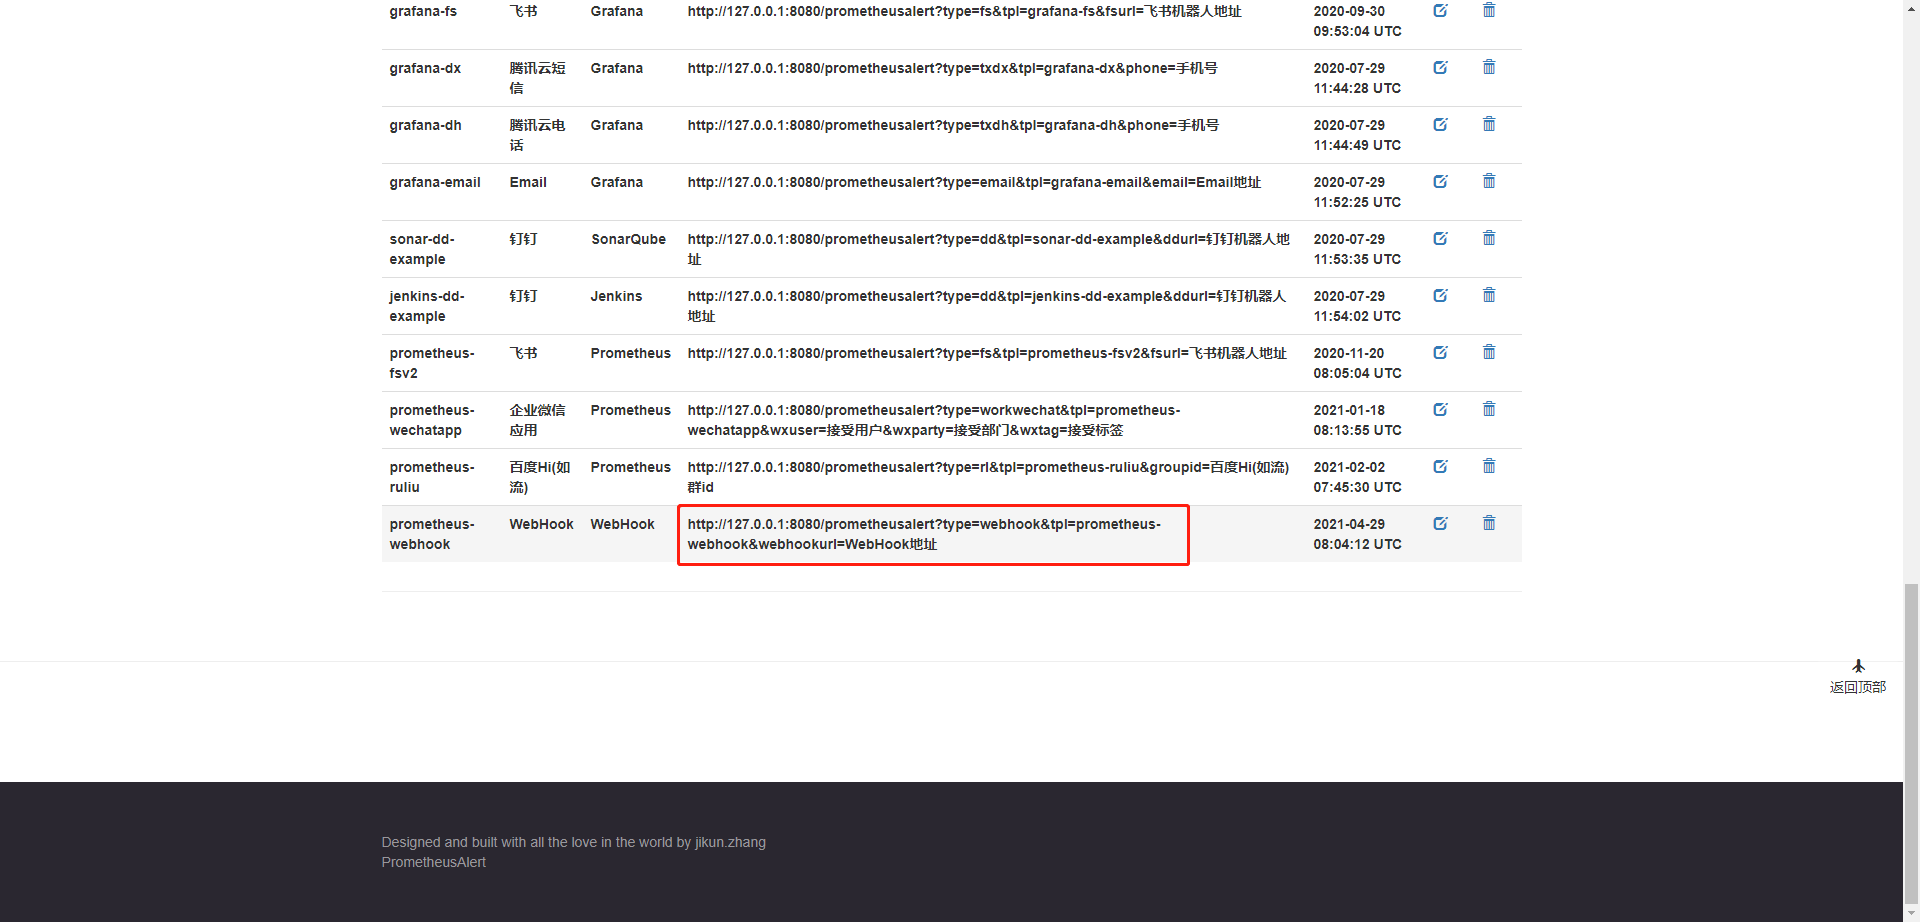 grafana-fs 飞书 Grafana http://127.0.0.1:8080/prometheusalert?type=fs&tpl=grafana-fs&fsurl=飞书机器人地址 2020-09-30
09:53:04 UTC
grafana-dx 腾讯云短 Grafana http://127.0.0.1:8080/prometheusalert?type=txdx&tpl=grafana-dx&phone=手机号 2020-07-29
信 11:44:28 UTC
grafana-dh 腾讯云电 Grafana http://127.0.0.1:8080/prometheusalert?type=txdh&tpl=grafana-dh&phone=手机号 2020-07-29
话 11:44:49 UTC
grafana-email Email Grafana http://127.0.0.1:8080/prometheusalert?type=email&tpl=grafana-email&email=Email地址 2020-07-29
11:52:25 UTC
sonar-dd- 钉钉 SonarQube http://127.0.0.1:8080/prometheusalert?type=dd&tpl=sonar-dd-example&ddurl=钉钉机器人地 2020-07-29
example 址 11:53:35 UTC
jenkins-dd- 钉钉 Jenkins http://127.0.0.1:8080/prometheusalert?type=dd&tpl=jenkins-dd-example&ddurl=钉钉机器人 2020-07-29
example 地址 11:54:02 UTC
prometheus- 飞书 Prometheus http://127.0.0.1:8080/prometheusalert?type=fs&tpl=prometheus-fsv2&fsurl=飞书机器人地址 2020-11-20
fsv2 08:05:04 UTC
prometheus- 企业微信 Prometheus http://127.0.0.1:8080/prometheusalert?type=workwechat&tpl=prometheus- 2021-01-18
wechatapp 应用 wechatapp&wxuser=接受用户&wxparty=接受部门&wxtag=接受标签 08:13:55 UTC
prometheus- 百度Hi(如 Prometheus http://127.0.0.1:8080/prometheusalert?type=rl&tpl=prometheus-ruliu&groupid=百度Hi(如流) 2021-02-02
ruliu 流) 群id 07:45:30 UTC
prometheus- WebHook WebHook http://127.0.0.1:8080/prometheusalert?type=webhook&tpl=prometheus- 2021-04-29
webhook webhook&webhookurl=WebHook地址 08:04:12 UTC
返回顶部
Designed and built with all the love in the world by jikun.zhang
PrometheusAlert